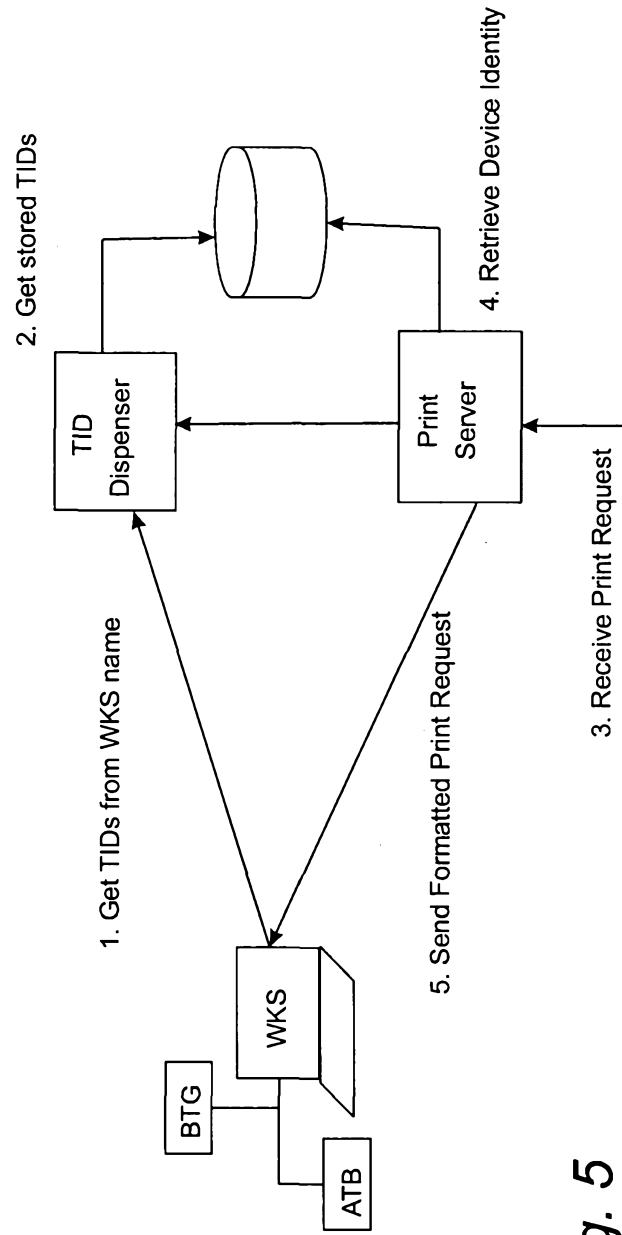 1. Get TIDs from WKS name
2. Get stored TIDs
TID
Dispenser
BTG
WKS
ATB
Print
Server
4. Retrieve Device Identity
5. Send Formatted Print Request
3. Receive Print Request
g. 5